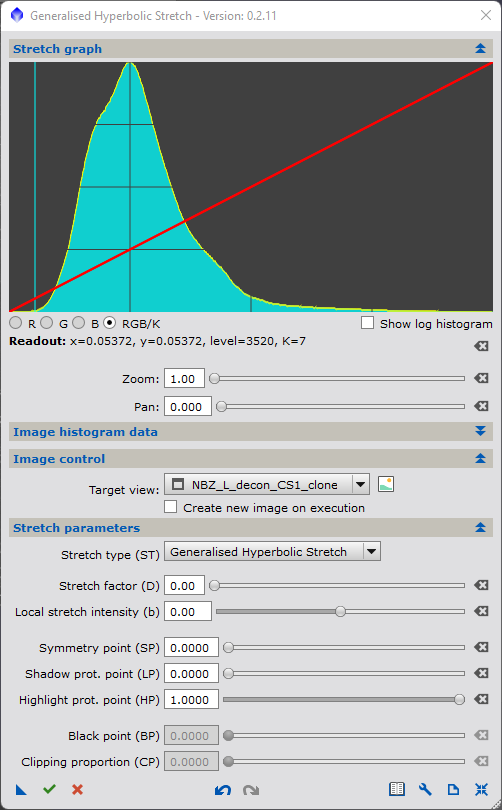 Generalised Hyperbolic Stretch - Version: 0.2.11
Stretch graph
R G B RGB/K Show log histogram
Readout: x=0.05372, y=0.05372, level=3520, K=7
Zoom: 1.00
Pan: 0.000
Image histogram data
Image control
Target view: NBZ_L_decon_CS1_clone
Create new image on execution
Stretch parameters
Stretch type (ST) Generalised Hyperbolic Stretch
Stretch factor (D) 0.00
Local stretch intensity (b) 0.00
Symmetry point (SP) 0.0000
Shadow prot. point (LP) 0.0000
Highlight prot. point (HP) 1.0000
Black point (BP) 0.0000
Clipping proportion (CP) 0.0000